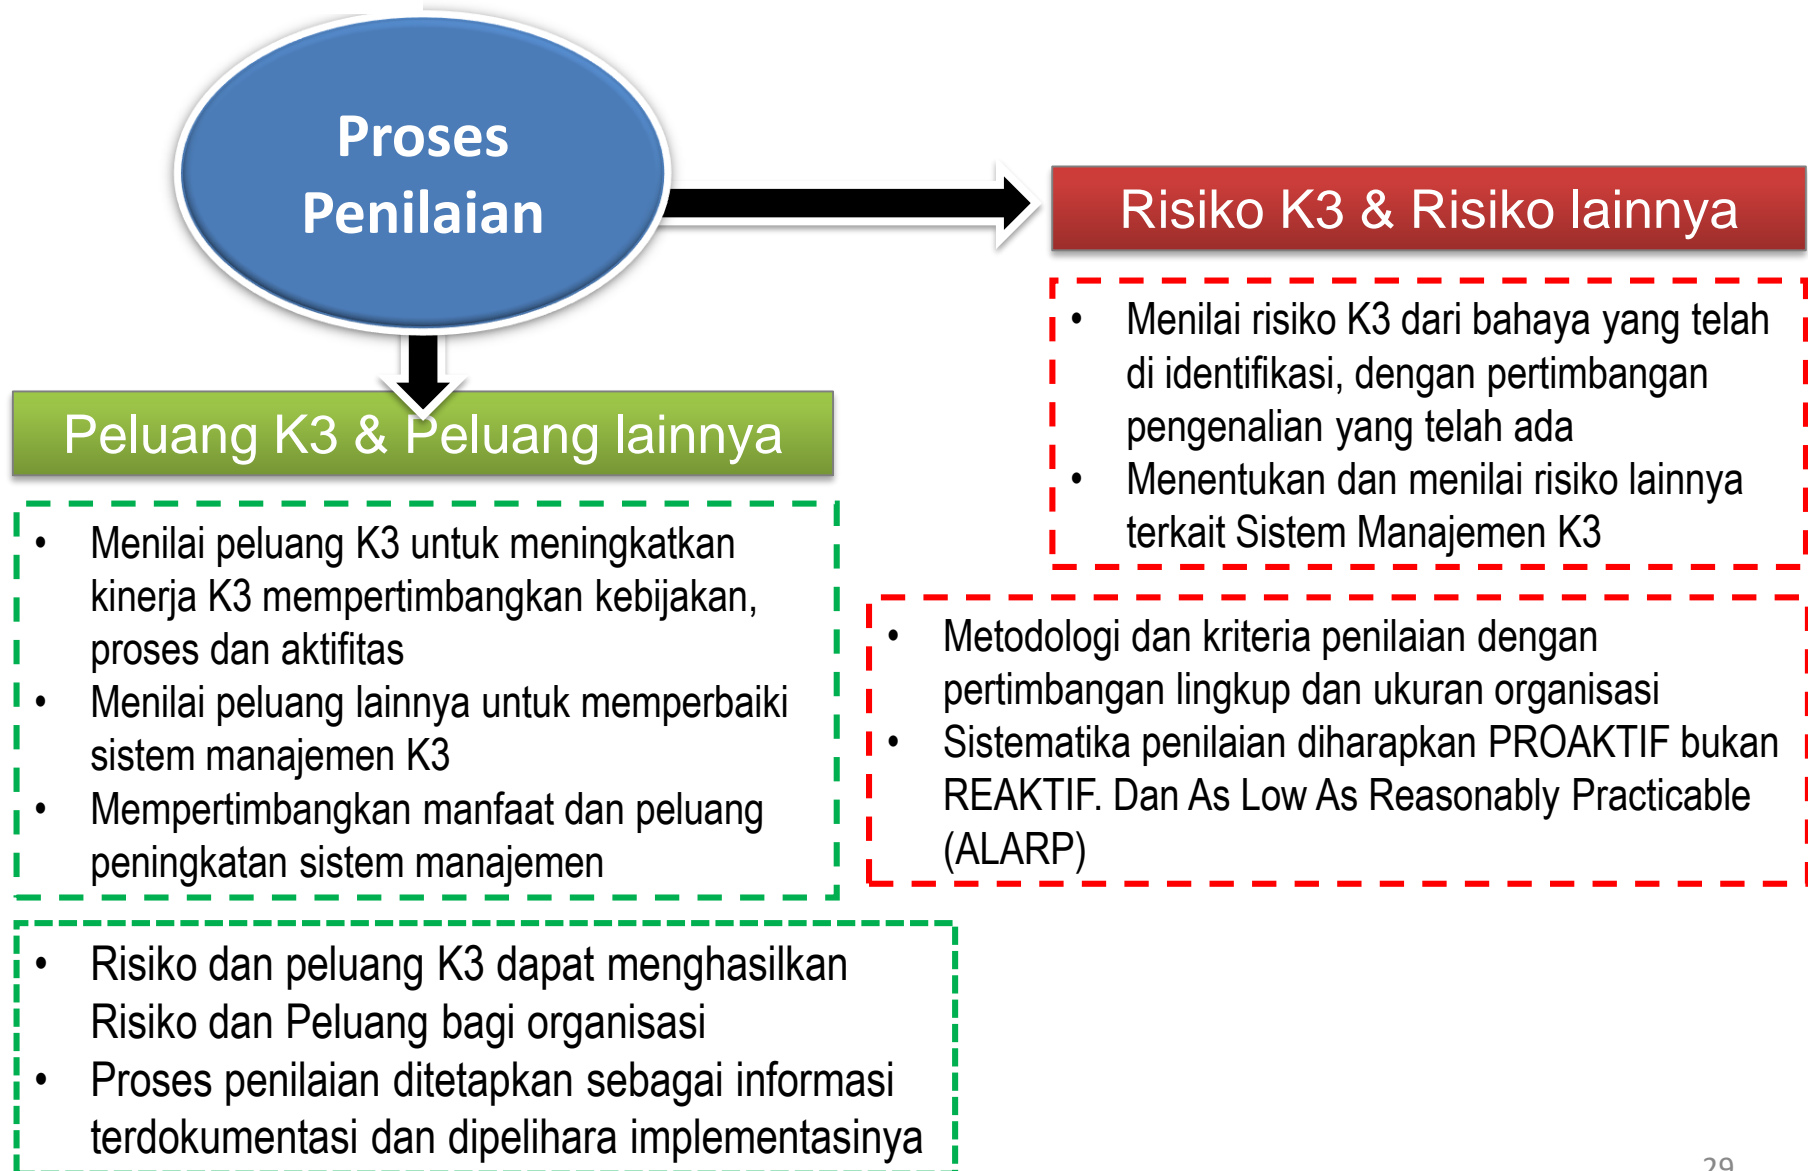 Proses
Penilaian
Risiko K3 & Risiko lainnya
• Menilai risiko K3 dari bahaya yang telah
di identifikasi, dengan pertimbangan
pengenalian yang telah ada
• Menentukan dan menilai risiko lainnya
terkait Sistem Manajemen K3
• Metodologi dan kriteria penilaian dengan
pertimbangan lingkup dan ukuran organisasi
• Sistematika penilaian diharapkan PROAKTIF bukan
REAKTIF. Dan As Low As Reasonably Practicable
(ALARP)
Peluang K3 & Peluang lainnya
• Menilai peluang K3 untuk meningkatkan
kinerja K3 mempertimbangkan kebijakan,
proses dan aktifitas
• Menilai peluang lainnya untuk memperbaiki
sistem manajemen K3
• Mempertimbangkan manfaat dan peluang
peningkatan sistem manajemen
• Risiko dan peluang K3 dapat menghasilkan
Risiko dan Peluang bagi organisasi
• Proses penilaian ditetapkan sebagai informasi
terdokumentasi dan dipelihara implementasinya
29